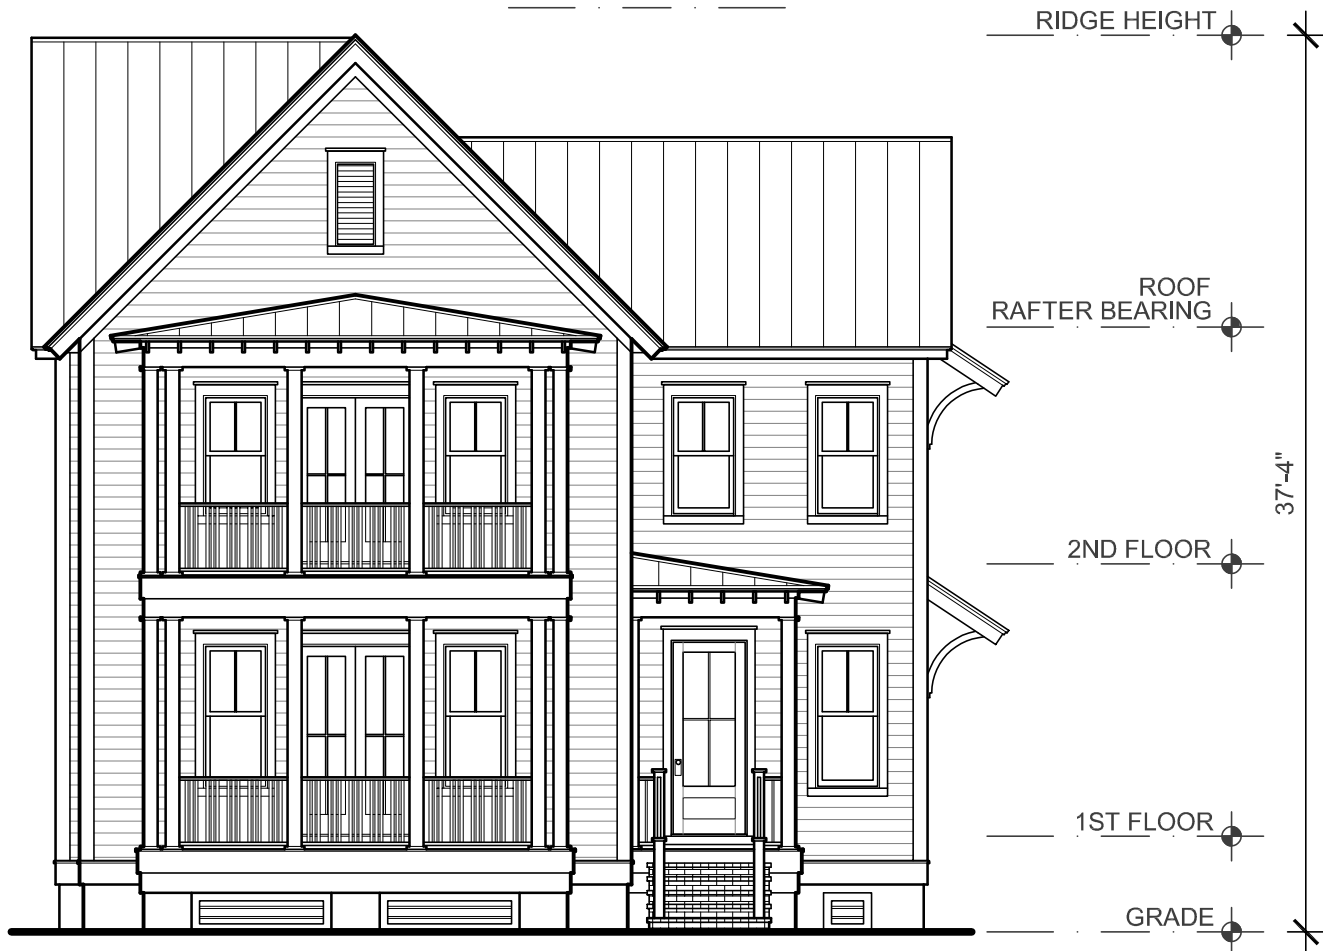 RIDGE HEIGHT
ROOF
RAFTER BEARING
37'-4"
2ND FLOOR
1ST FLOOR
GRADE